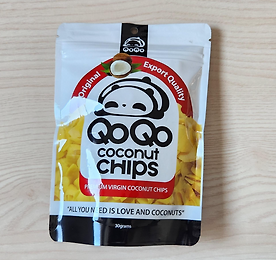 QOQO
Original Export Quality
QOQO
coconut
CHIPS
PREMIUM VIRGIN COCONUT CHIPS
"ALL YOU NEED IS LOVE AND COCONUTS"
30grams